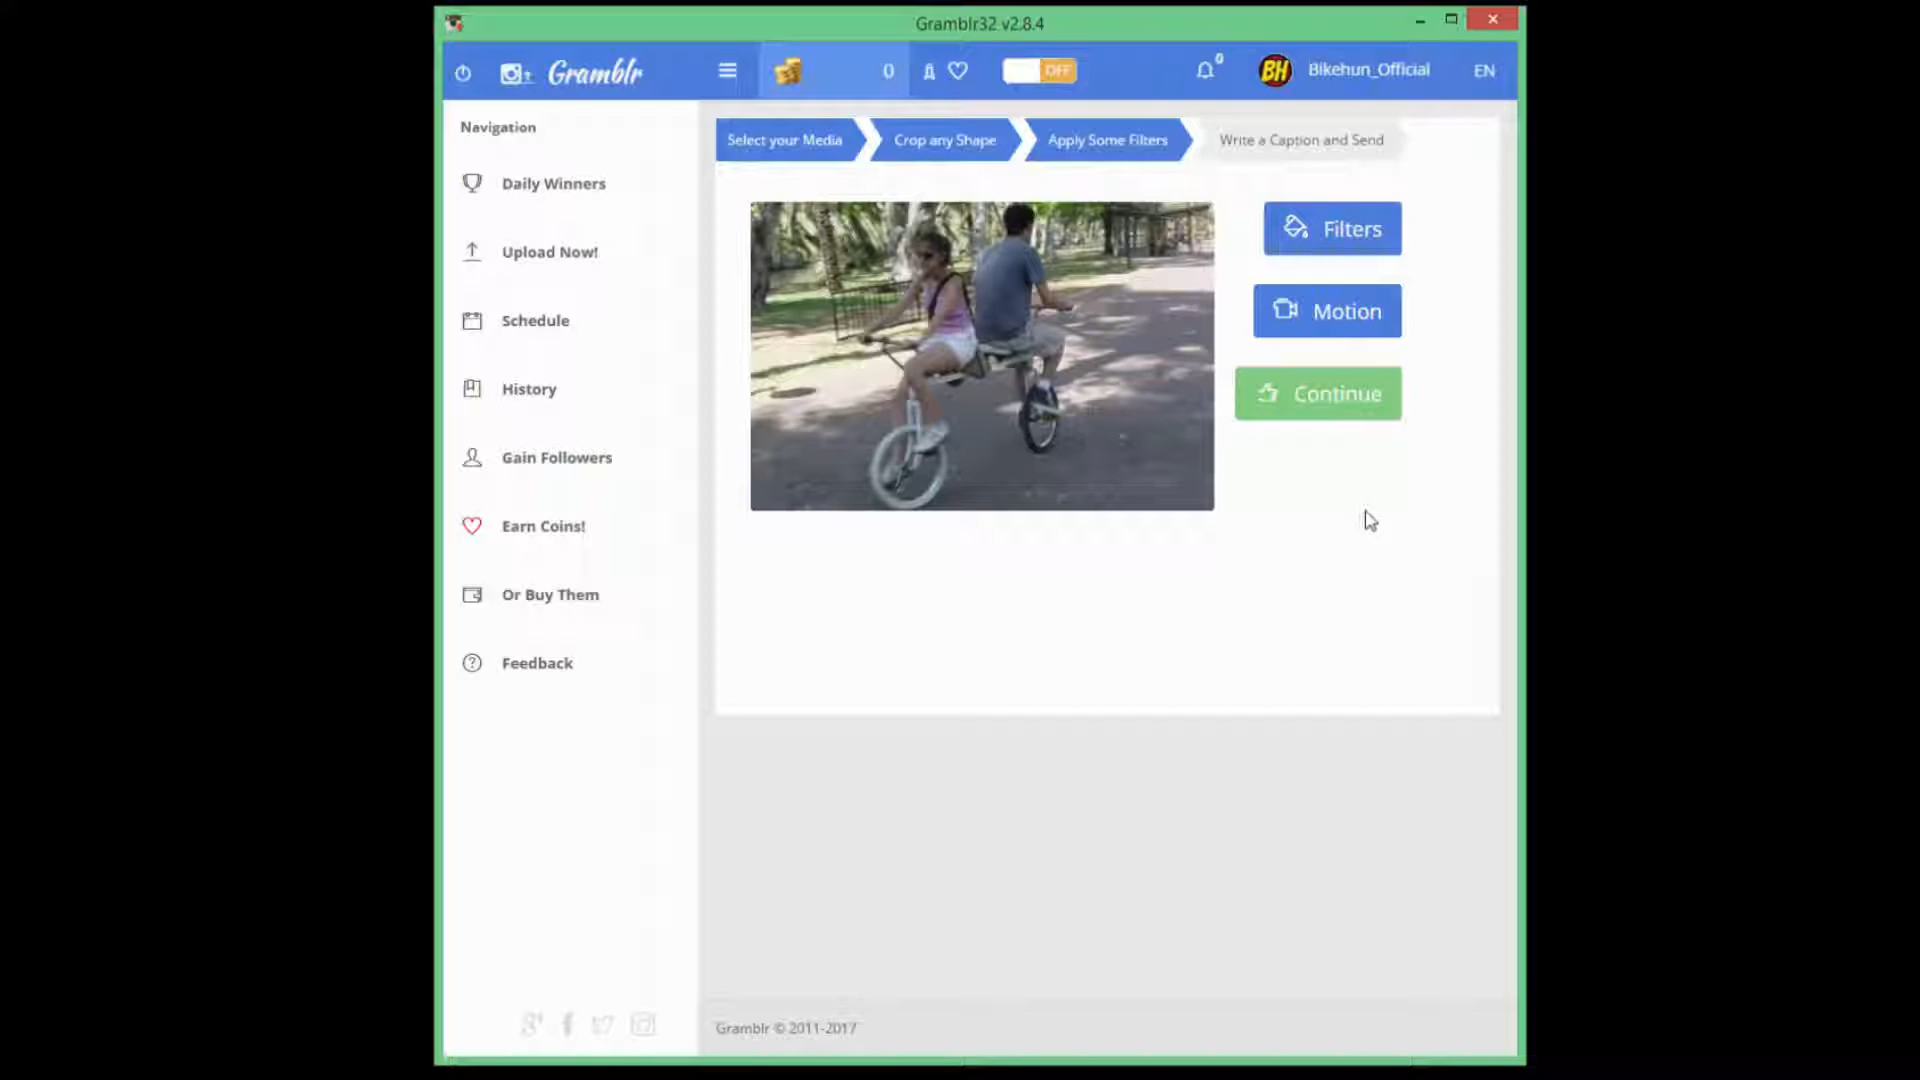 Gramblr32 v2.8.4
Gramblr
0
OFF
0
BH
Bikehun_Official
EN
Navigation
Daily Winners
Upload Now!
Schedule
History
Gain Followers
Earn Coins!
Or Buy Them
Feedback
Select your Media
Crop any Shape
Apply Some Filters
Write a Caption and Send
Filters
Motion
Continue
Gramblr © 2011-2017